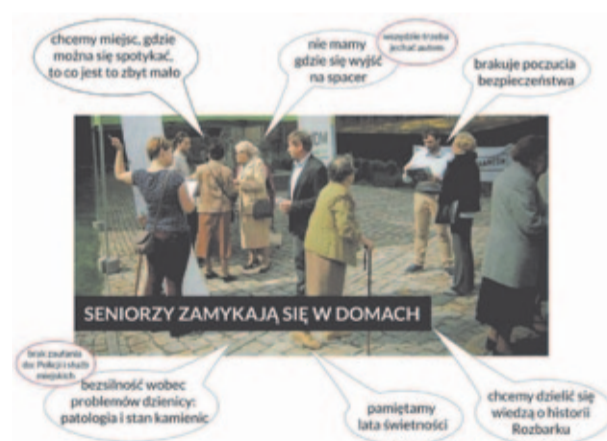 chcemy miejsc, gdzie
można się spotykać,
to co jest to zbyt mało
nie mamy
gdzie się wyjść
na spacer
wszędzie trzeba
jechać autem
brakuje poczucia
bezpieczeństwa
SENIORZY ZAMYKAJĄ SIĘ W DOMACH
brak zaufania
do: Policji i służb
miejskich
bezsilność wobec
problemów dzienicy:
patologia i stan kamienic
pamiętamy
lata świetności
chcemy dzielić się
wiedzą o historii
Rozbarku